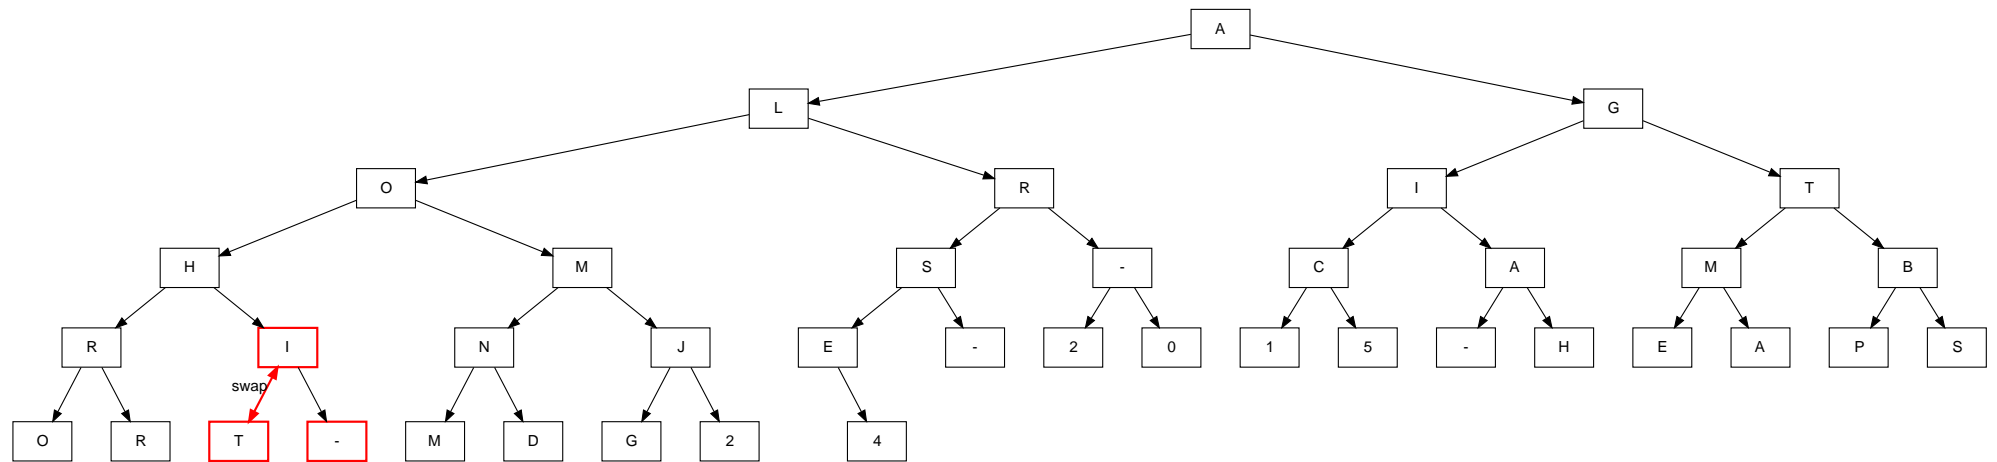 A
L G
O R I T
H M S - C A M B
R I N J E - 2 0 1 5 - H E A P S
swap
O R T - M D G 2 4